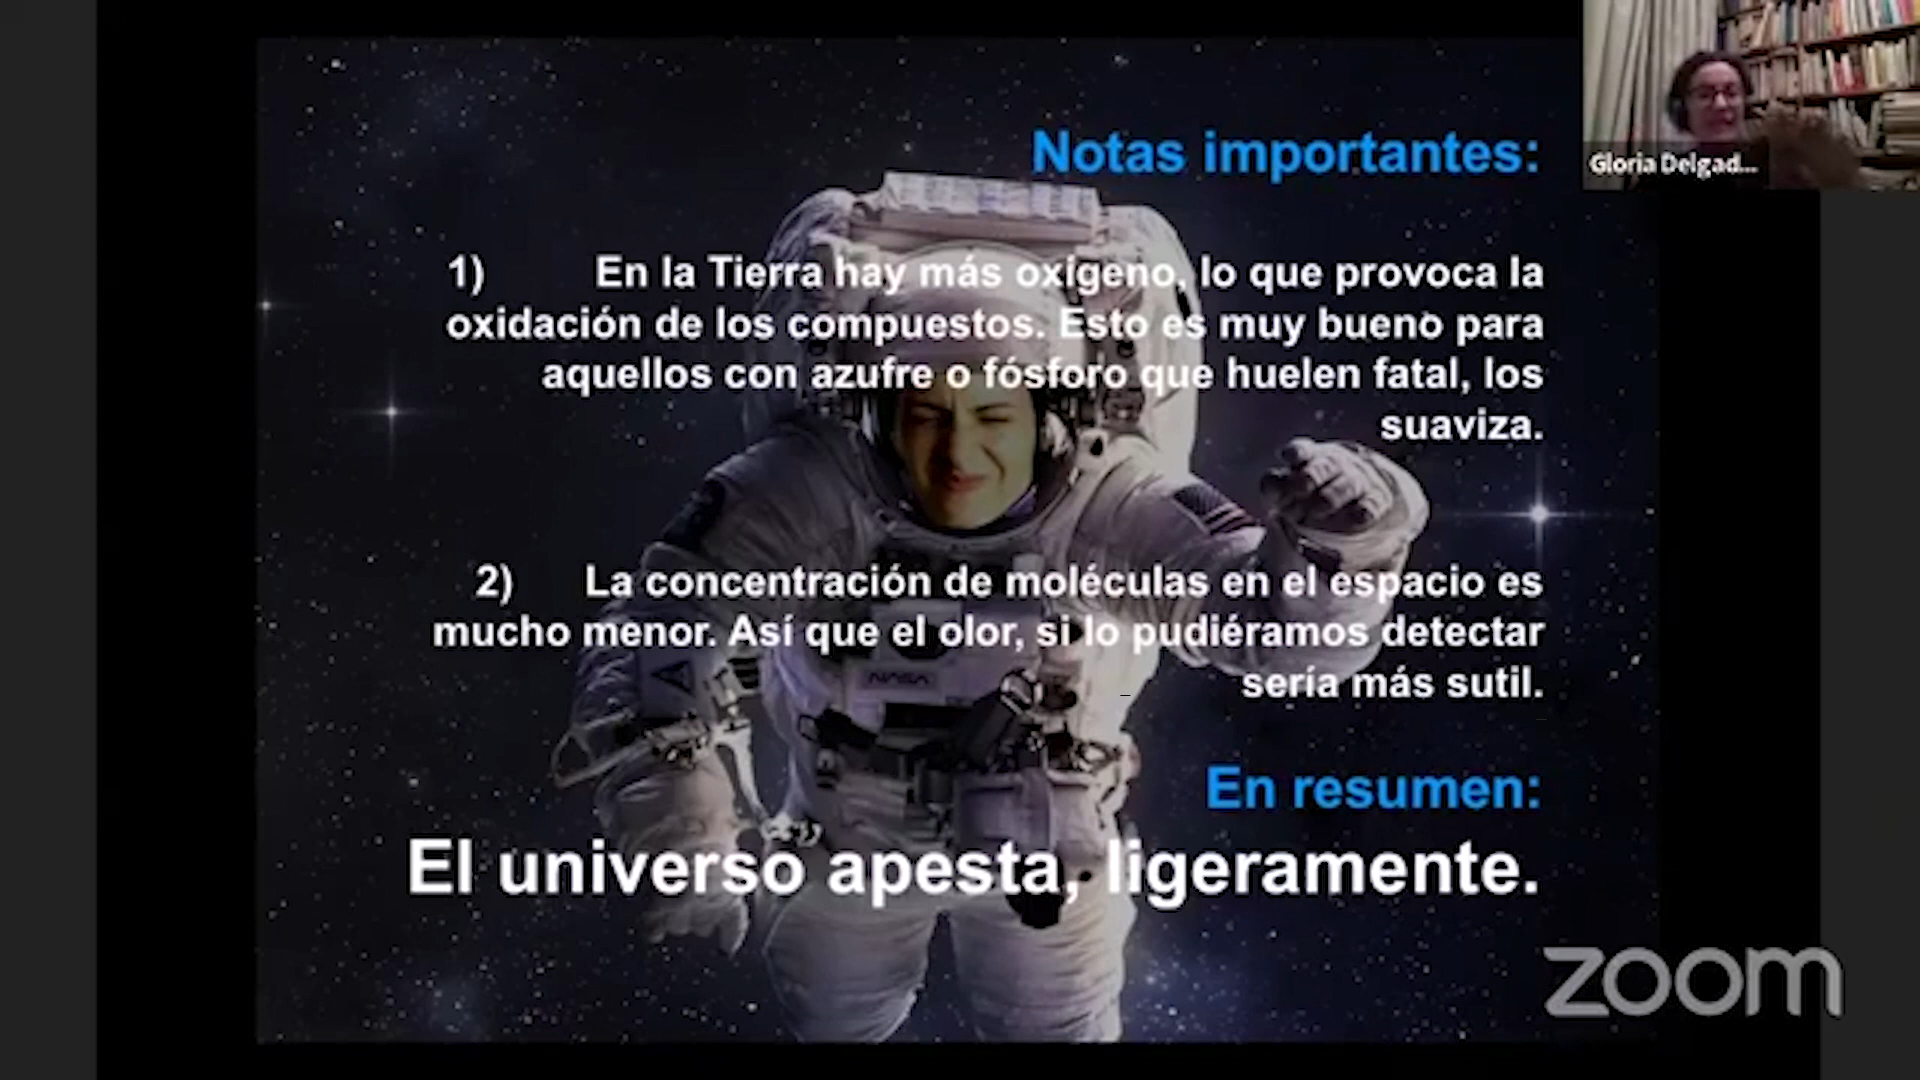 Notas importantes:
Gloria Delgad...
1) En la Tierra hay más oxígeno, lo que provoca la
oxidación de los compuestos. Esto es muy bueno para
aquellos con azufre o fósforo que huelen fatal, los
suaviza.
2) La concentración de moléculas en el espacio es
mucho menor. Así que el olor, si lo pudiéramos detectar
sería más sutil.
NASA
En resumen:
El universo apesta, ligeramente.
zoom